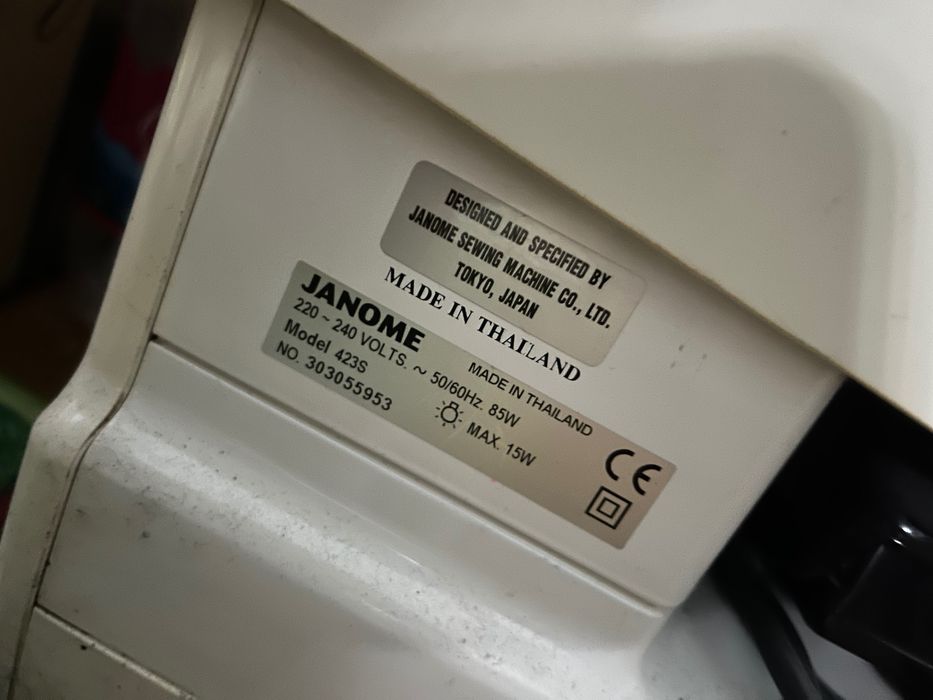 DESIGNED AND SPECIFIED BY
JANOME SEWING MACHINE CO., LTD.
TOKYO, JAPAN
MADE IN THAILAND
JANOME
220 ~ 240 VOLTS. ~ 50/60Hz. 85W
MADE IN THAILAND
Model 423S
MAX. 15W
NO. 303055953
CE